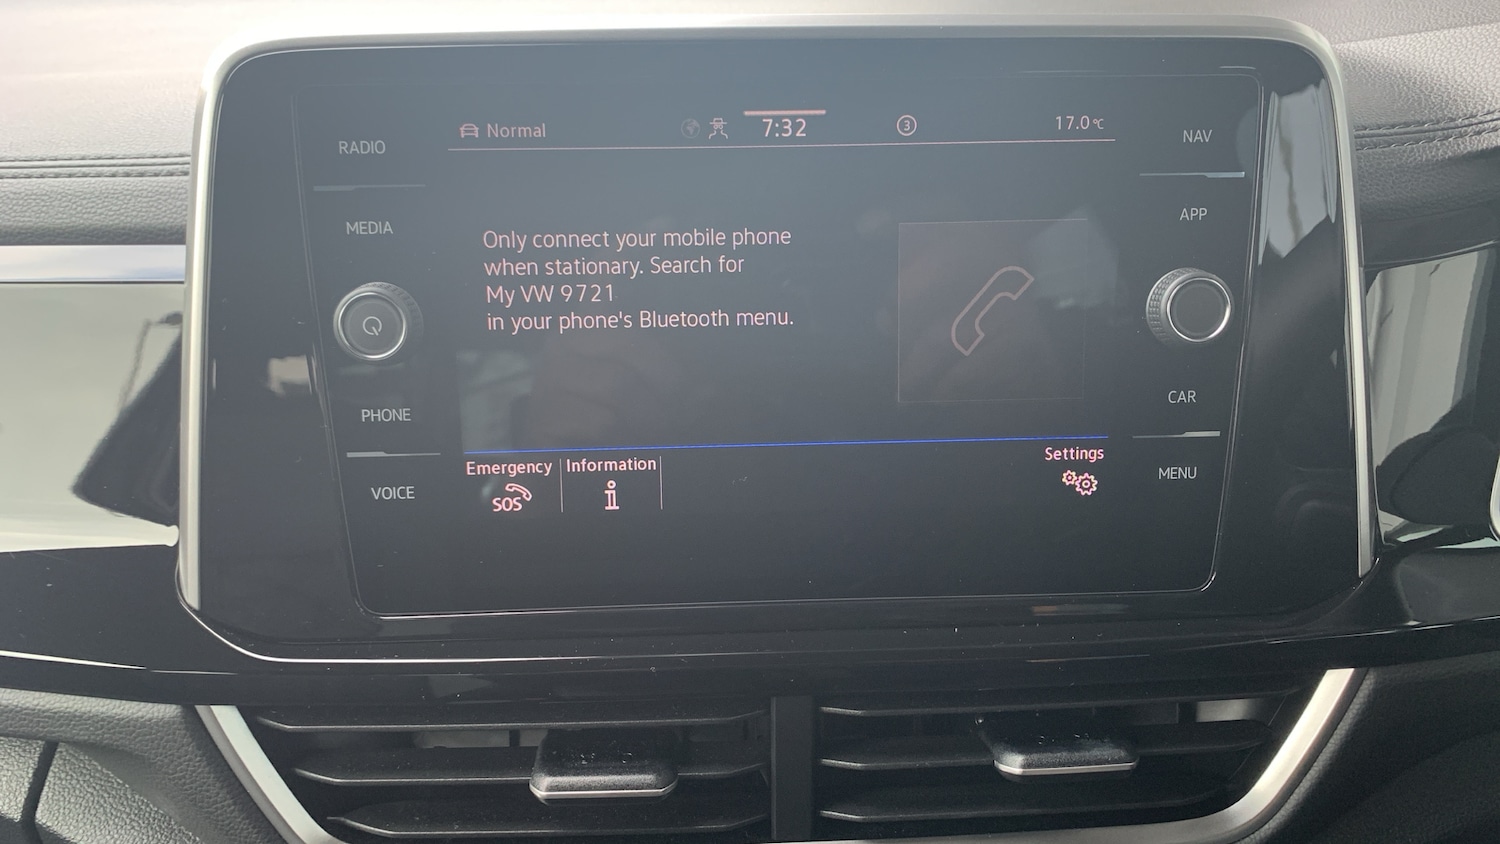 Normal
7:32
3
17.0°C
RADIO
MEDIA
PHONE
VOICE
Only connect your mobile phone
when stationary. Search for
My VW 9721
in your phone's Bluetooth menu.
NAV
APP
CAR
MENU
Emergency
SOS
Information
i
Settings